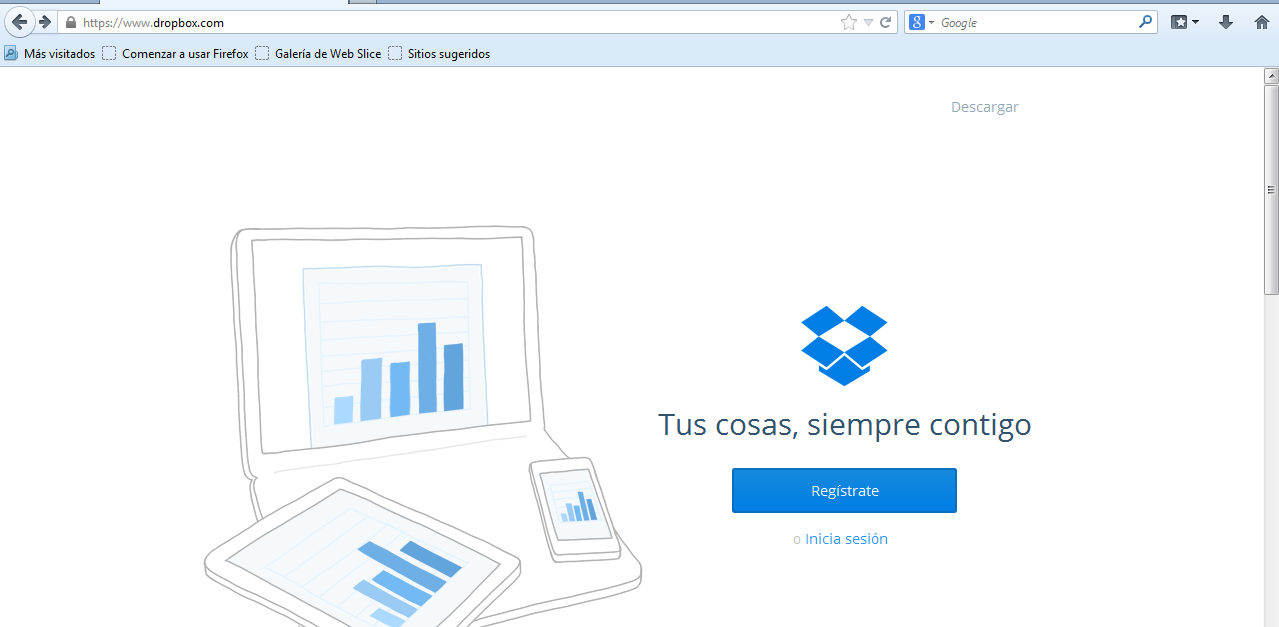 https://www.dropbox.com
Google
Más visitados Comenzar a usar Firefox Galería de Web Slice Sitios sugeridos
Descargar
Tus cosas, siempre contigo
Regístrate
o Inicia sesión